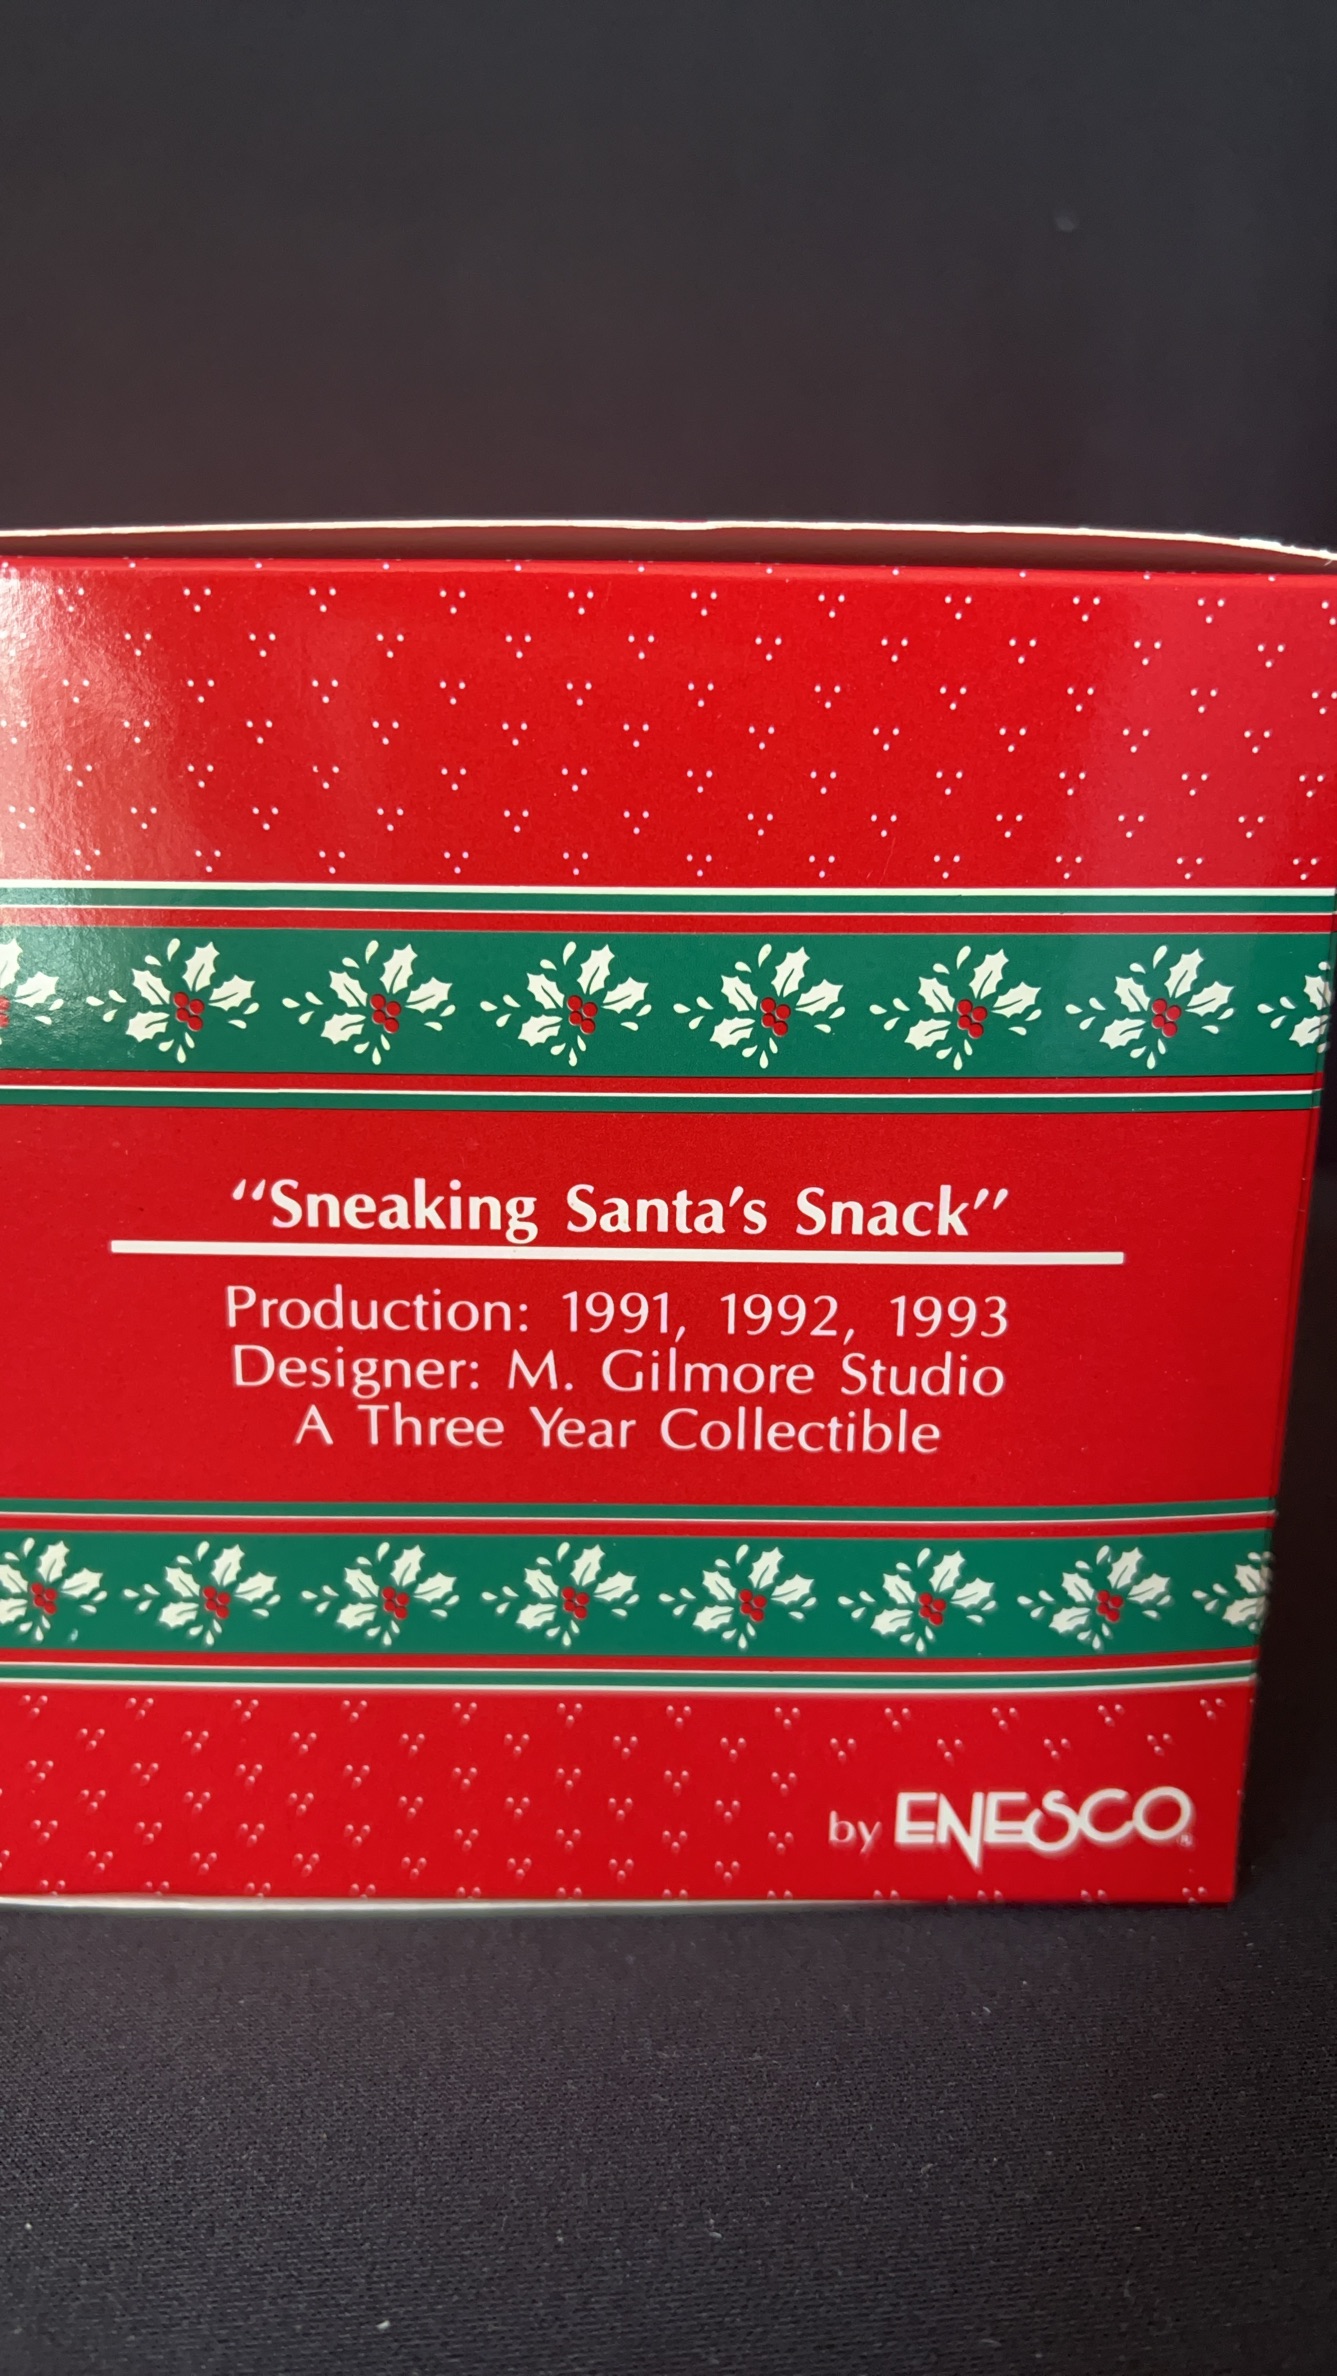 “Sneaking Santa's Snack”
Production: 1991, 1992, 1993
Designer: M. Gilmore Studio
A Three Year Collectible
by ENESCO®